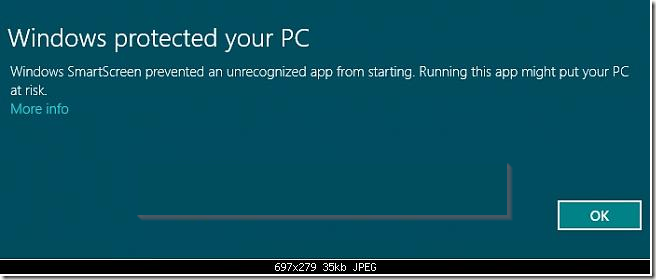 Windows protected your PC
Windows SmartScreen prevented an unrecognized app from starting. Running this app might put your PC
at risk.
More info
OK
697x279 35kb JPEG